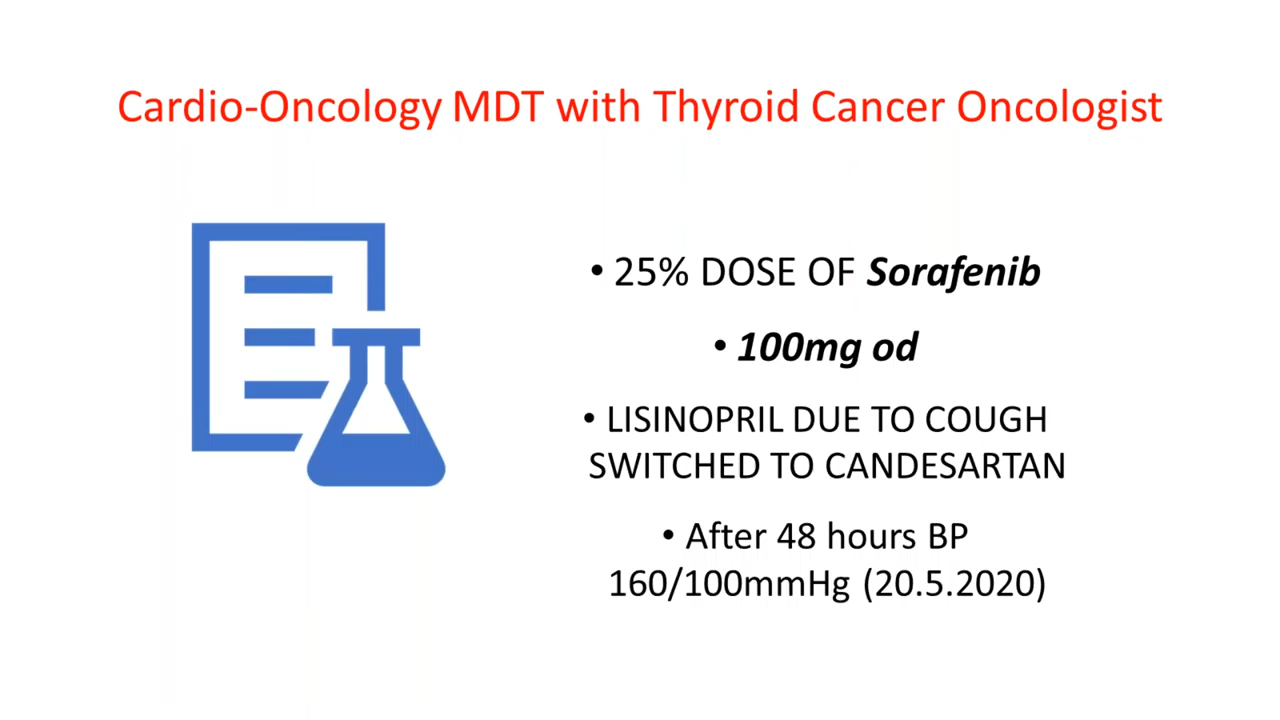 Cardio-Oncology MDT with Thyroid Cancer Oncologist
• 25% DOSE OF Sorafenib
• 100mg od
• LISINOPRIL DUE TO COUGH
SWITCHED TO CANDESARTAN
• After 48 hours BP
160/100mmHg (20.5.2020)